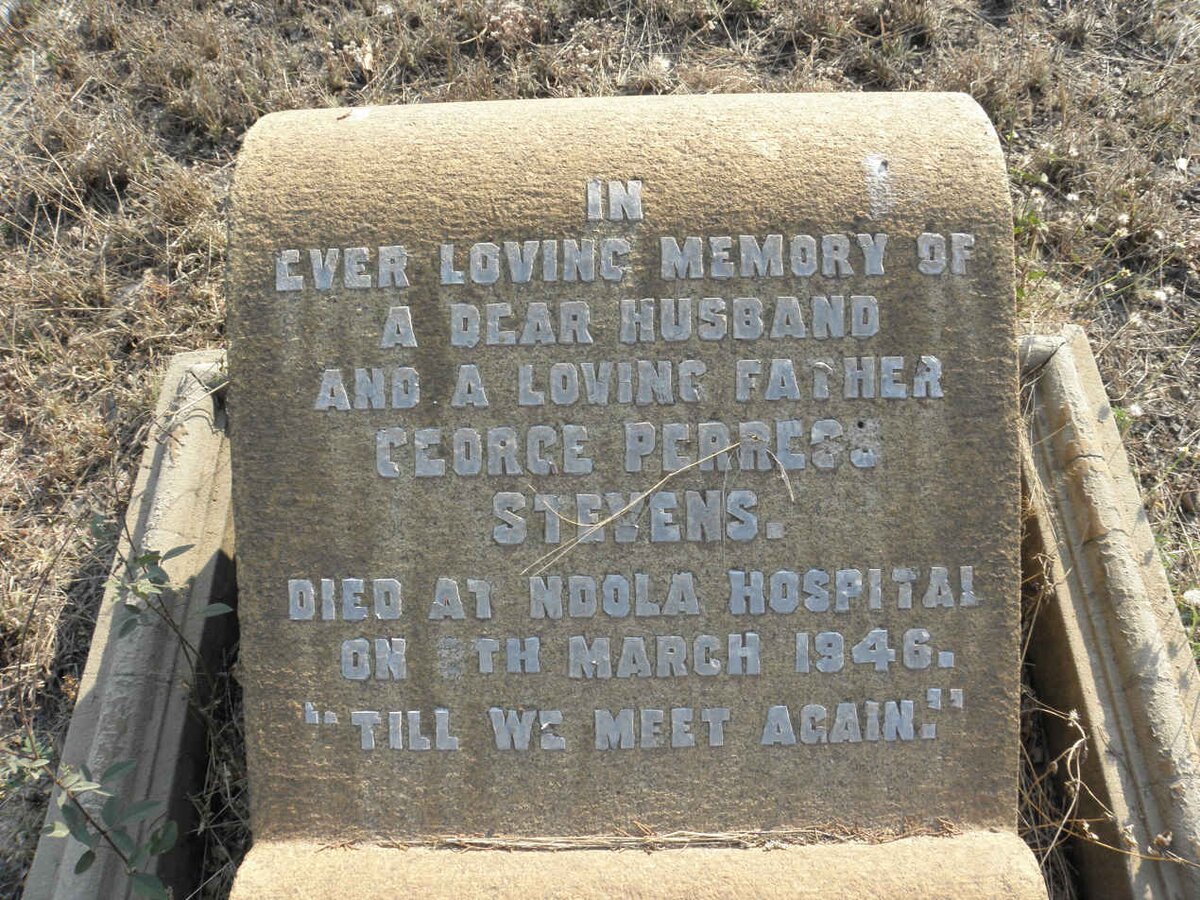 IN
EVER LOVING MEMORY OF
A DEAR HUSBAND
AND A LOVING FATHER
GEORGE PERRESS
STEVENS.
DIED AT NDOLA HOSPITAL
ON MARCH 1946.
"TILL WE MEET AGAIN."